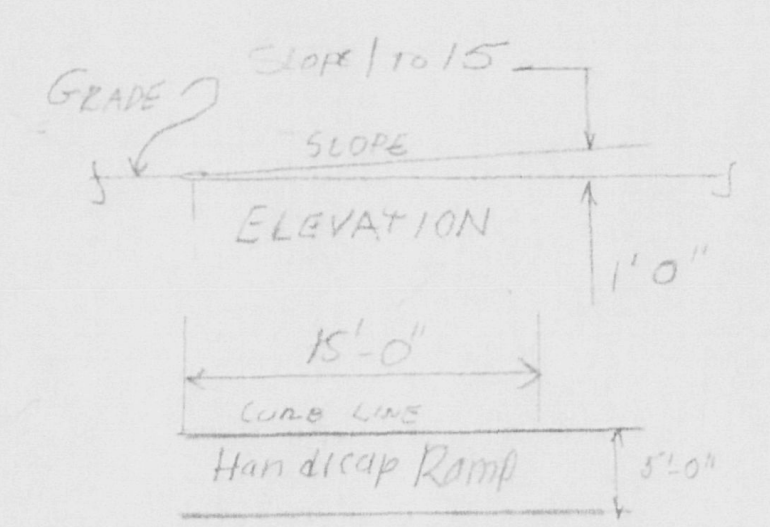 SLOPE 1 TO 15
GRADE
SLOPE
ELEVATION
1' 0"
15'-0"
CURB LINE
Handicap Ramp
5'-0"